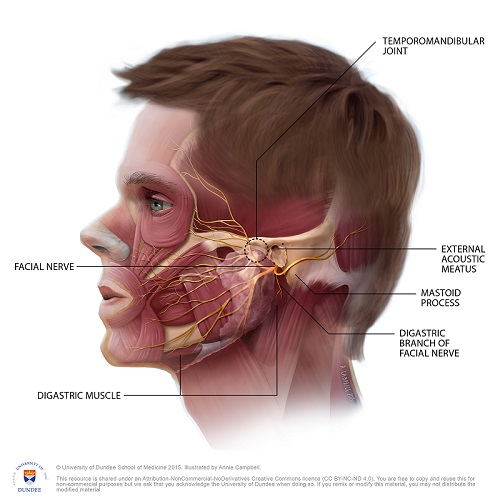 TEMPOROMANDIBULAR
JOINT
EXTERNAL
ACOUSTIC
MEATUS
FACIAL NERVE
MASTOID
PROCESS
DIGASTRIC
BRANCH OF
FACIAL NERVE
DIGASTRIC MUSCLE
UNIVERSITY OF
DUNDEE
© University of Dundee School of Medicine 2015. Illustrated by Annie Campbell.
This resource is shared under an Attribution-NonCommercial-NoDerivatives Creative Commons licence (CC BY-NC-ND 4.0), You are free to copy and reuse this for
non-commercial purposes but we ask that you acknowledge the University of Dundee when doing so. If you remix or modify this material, you may not distribute the
modified material.